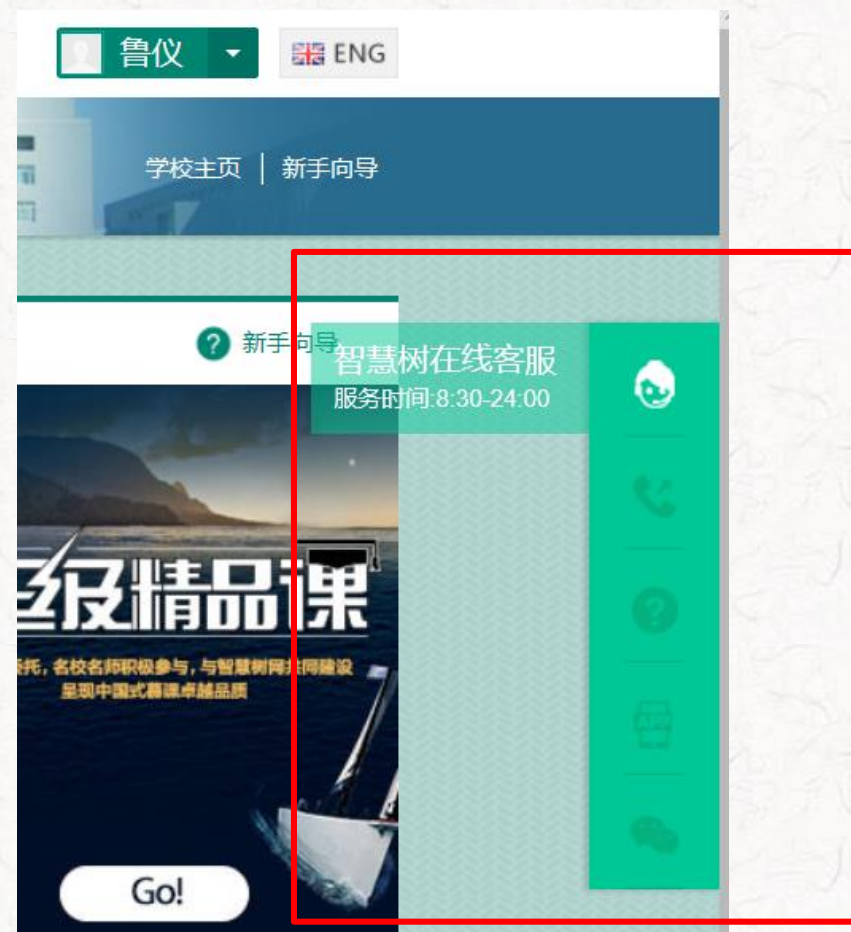 鲁仪
ENG
学校主页 | 新手向导
? 新手向导
智慧树在线客服
服务时间:8:30-24:00
级精品课
托，名校名师积极参与，与智慧树网共同建设
呈现中国式慕课卓越品质
Go!
?
APP